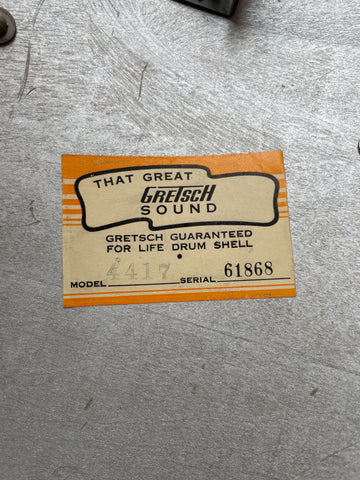 THAT GREAT
GRETSCH
SOUND
GRETSCH GUARANTEED
FOR LIFE DRUM SHELL
MODEL 4417 SERIAL 61868